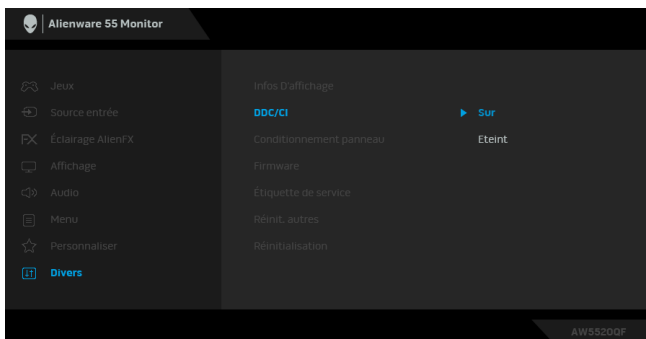 Alienware 55 Monitor
Jeux
Source entrée
FX Éclairage AlienFX
Affichage
Audio
Menu
Personnaliser
Divers
Infos D'affichage
DDC/CI
Conditionnement panneau
Firmware
Étiquette de service
Réinit. autres
Réinitialisation
Sur
Eteint
AW5520QF